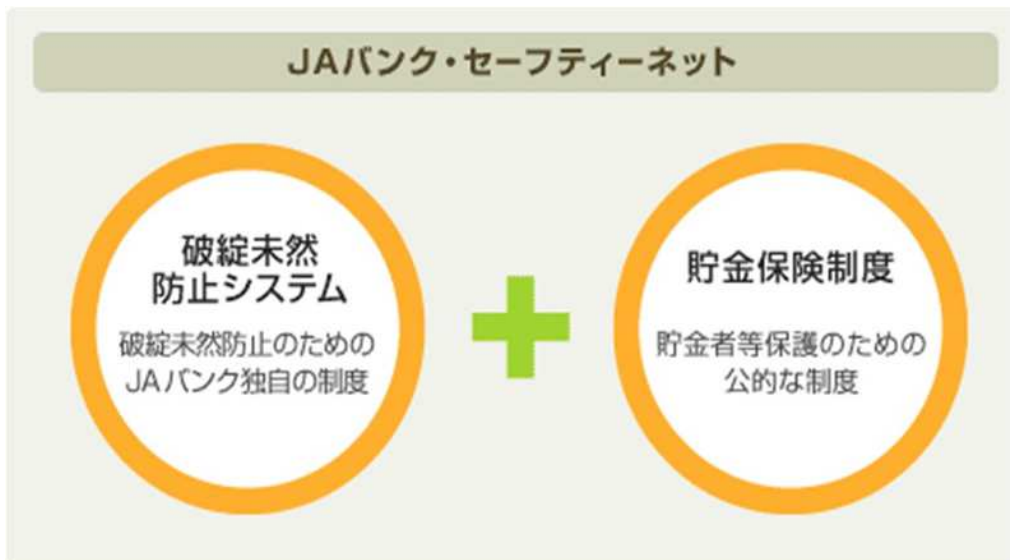 JAバンク・セーフティーネット
破綻未然
防止システム
破綻未然防止のための
JAバンク独自の制度
貯金保険制度
貯金者等保護のための
公的な制度